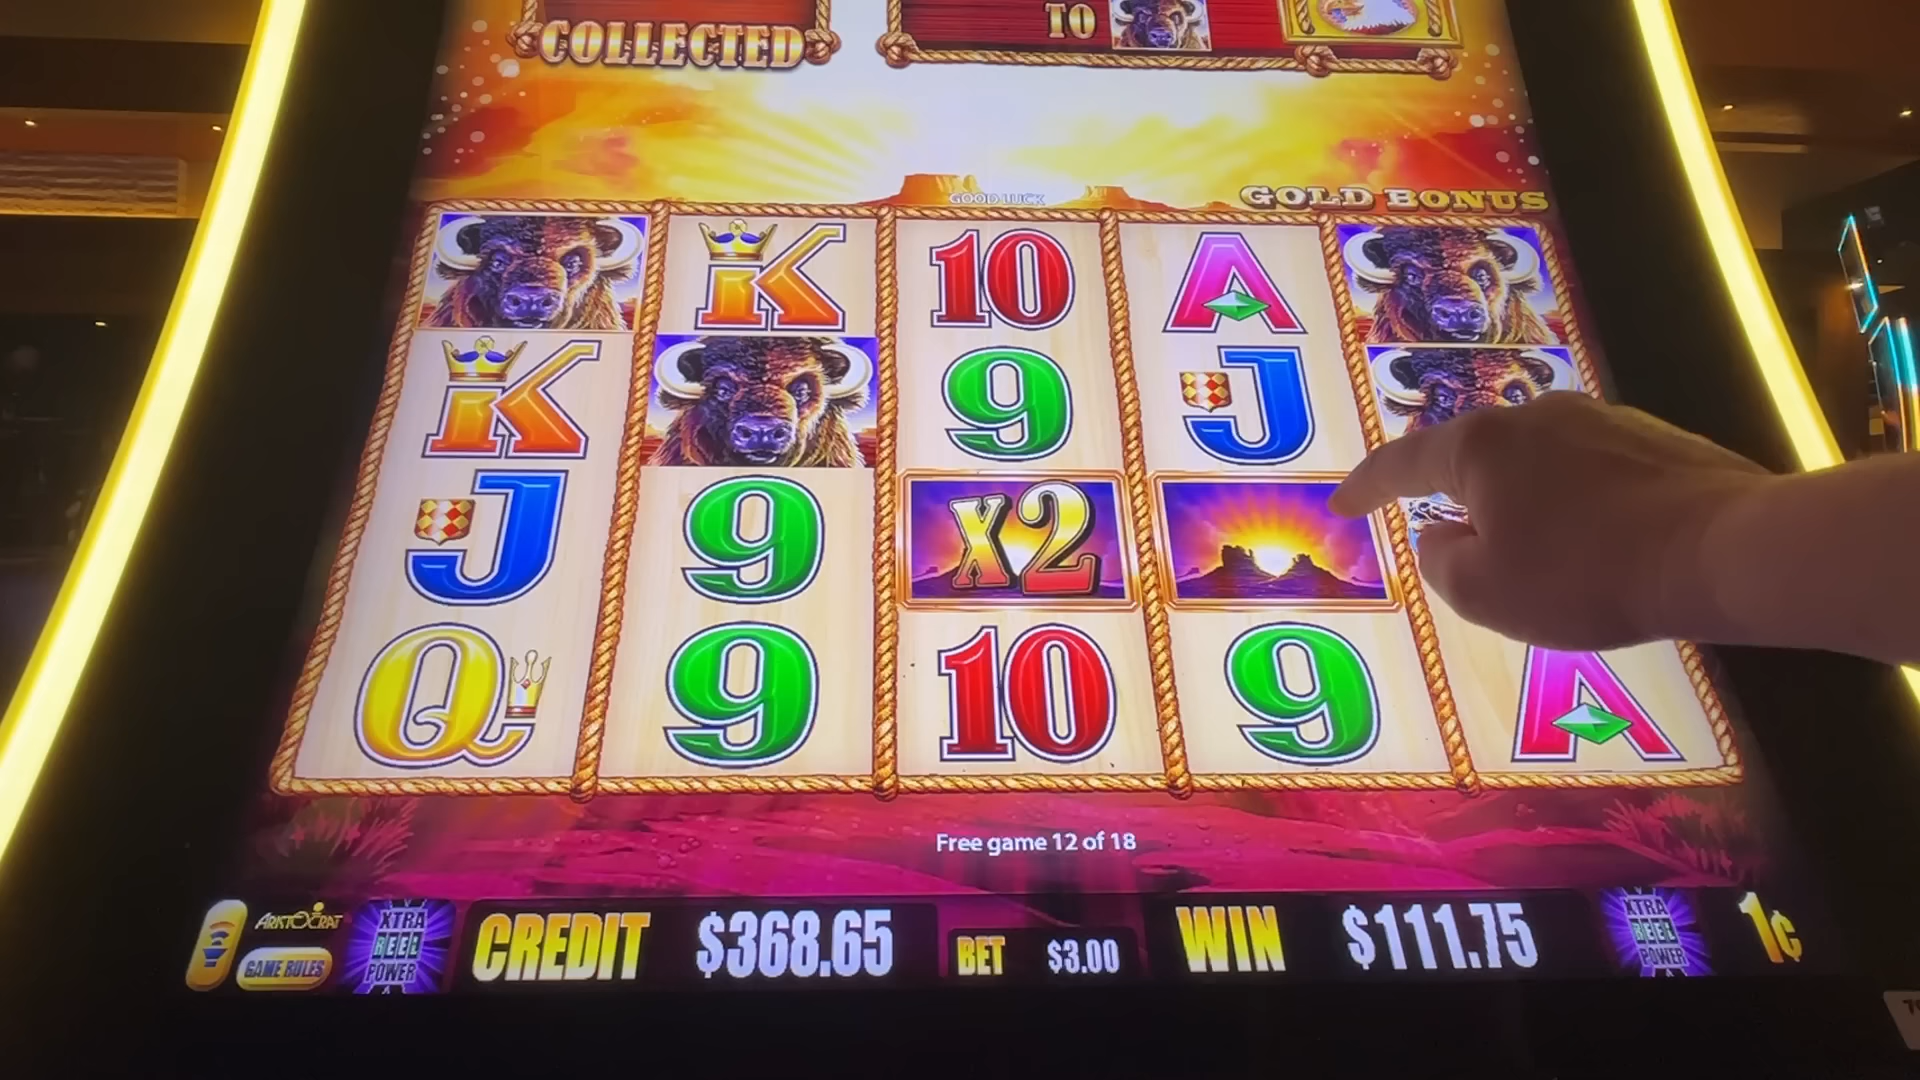 COLLECTED
TO
GOOD LUCK
GOLD BONUS
K 10 A
K 9 J
J 9 X2
Q 9 10 9 A
Free game 12 of 18
ARISTOCRAT
GAME RULES
XTRA
REEL
POWER
CREDIT $368.65
BET $3.00
WIN $111.75
XTRA
REEL
POWER
1¢